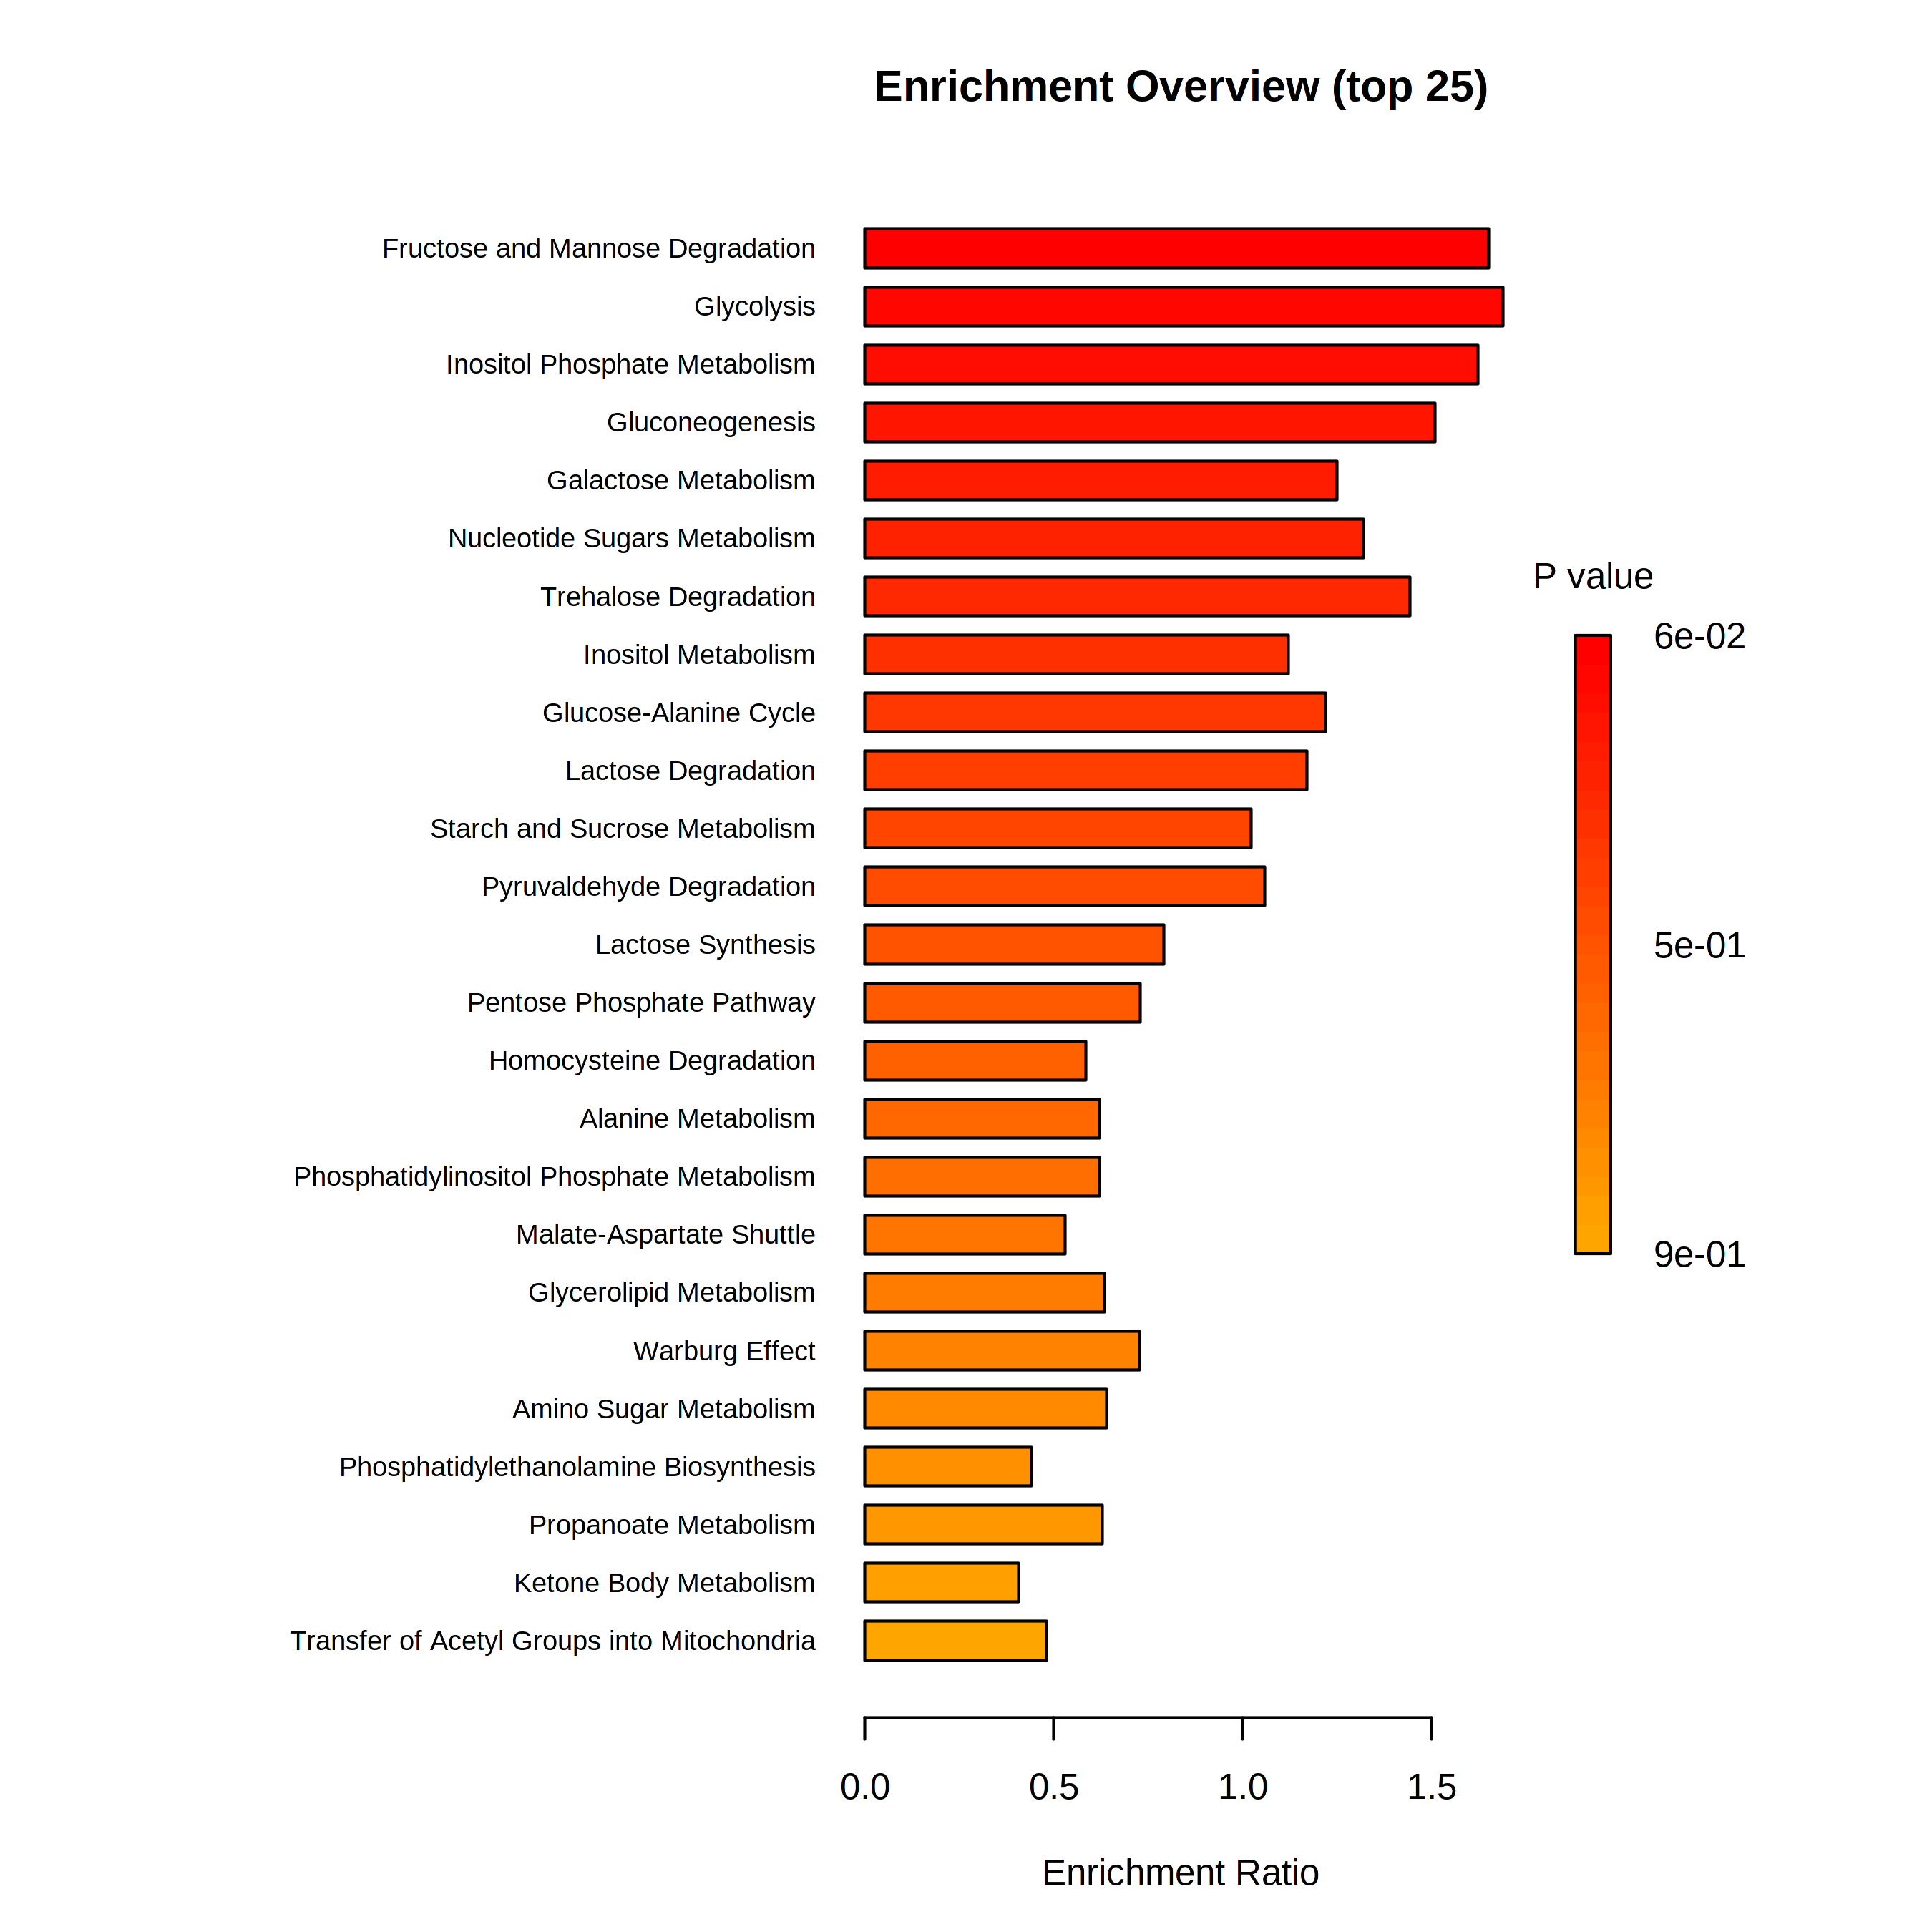 Enrichment Overview (top 25)
Fructose and Mannose Degradation
Glycolysis
Inositol Phosphate Metabolism
Gluconeogenesis
Galactose Metabolism
Nucleotide Sugars Metabolism
Trehalose Degradation
Inositol Metabolism
Glucose-Alanine Cycle
Lactose Degradation
Starch and Sucrose Metabolism
Pyruvaldehyde Degradation
Lactose Synthesis
Pentose Phosphate Pathway
Homocysteine Degradation
Alanine Metabolism
Phosphatidylinositol Phosphate Metabolism
Malate-Aspartate Shuttle
Glycerolipid Metabolism
Warburg Effect
Amino Sugar Metabolism
Phosphatidylethanolamine Biosynthesis
Propanoate Metabolism
Ketone Body Metabolism
Transfer of Acetyl Groups into Mitochondria
P value
6e-02
5e-01
9e-01
0.0 0.5 1.0 1.5
Enrichment Ratio